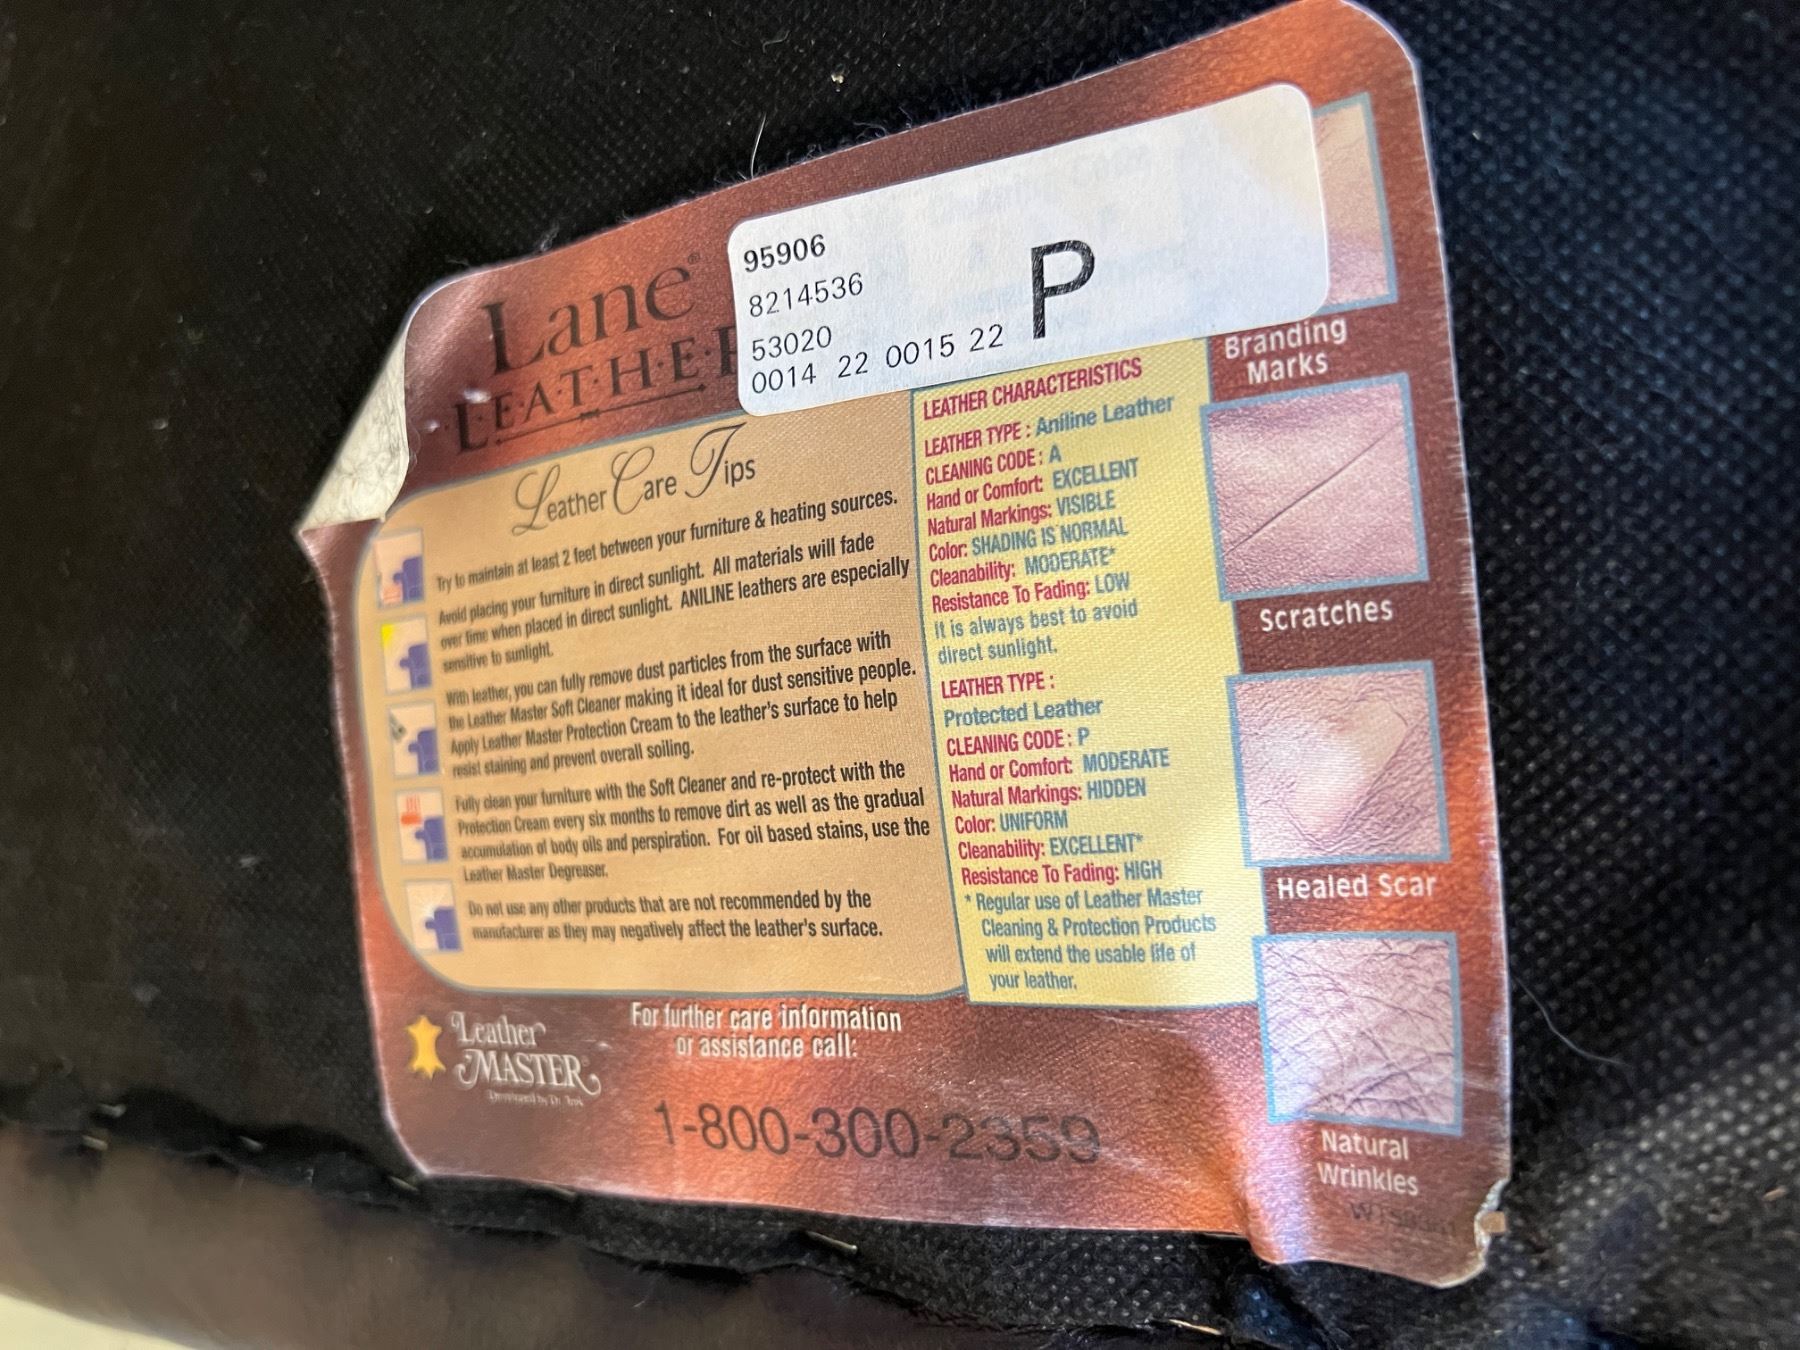 Lane®
L·E·A·T·H·E·
95906
8214536
53020
0014 22 0015 22
P
Leather Care Tips
Try to maintain at least 2 feet between your furniture & heating sources.
Avoid placing your furniture in direct sunlight. All materials will fade
over time when placed in direct sunlight. ANILINE leathers are especially
sensitive to sunlight.
With leather, you can fully remove dust particles from the surface with
the Leather Master Soft Cleaner making it ideal for dust sensitive people.
Apply Leather Master Protection Cream to the leather's surface to help
resist staining and prevent overall soiling.
Fully clean your furniture with the Soft Cleaner and re-protect with the
Protection Cream every six months to remove dirt as well as the gradual
accumulation of body oils and perspiration. For oil based stains, use the
Leather Master Degreaser.
Do not use any other products that are not recommended by the
manufacturer as they may negatively affect the leather's surface.
LEATHER CHARACTERISTICS
LEATHER TYPE : Aniline Leather
CLEANING CODE : A
Hand or Comfort: EXCELLENT
Natural Markings: VISIBLE
Color: SHADING IS NORMAL
Cleanability: MODERATE*
Resistance To Fading: LOW
It is always best to avoid
direct sunlight.
LEATHER TYPE :
Protected Leather
CLEANING CODE : P
Hand or Comfort: MODERATE
Natural Markings: HIDDEN
Color: UNIFORM
Cleanability: EXCELLENT*
Resistance To Fading: HIGH
* Regular use of Leather Master
Cleaning & Protection Products
will extend the usable life of
your leather.
Branding
Marks
Scratches
Healed Scar
Natural
Wrinkles
Leather
MASTER
Developed by
For further care information
or assistance call:
1-800-300-2359